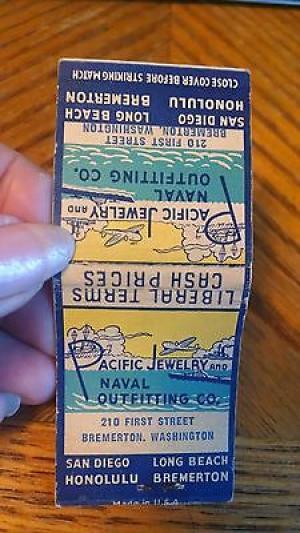 CLOSE COVER BEFORE STRIKING MATCH
SAN DIEGO LONG BEACH
HONOLULU BREMERTON
210 FIRST STREET
BREMERTON, WASHINGTON
PACIFIC JEWELRY AND
NAVAL
OUTFITTING CO.
LIBERAL TERMS
CASH PRICES
PACIFIC JEWELRY AND
NAVAL
OUTFITTING CO.
210 FIRST STREET
BREMERTON, WASHINGTON
SAN DIEGO LONG BEACH
HONOLULU BREMERTON
Made in U.S.A.